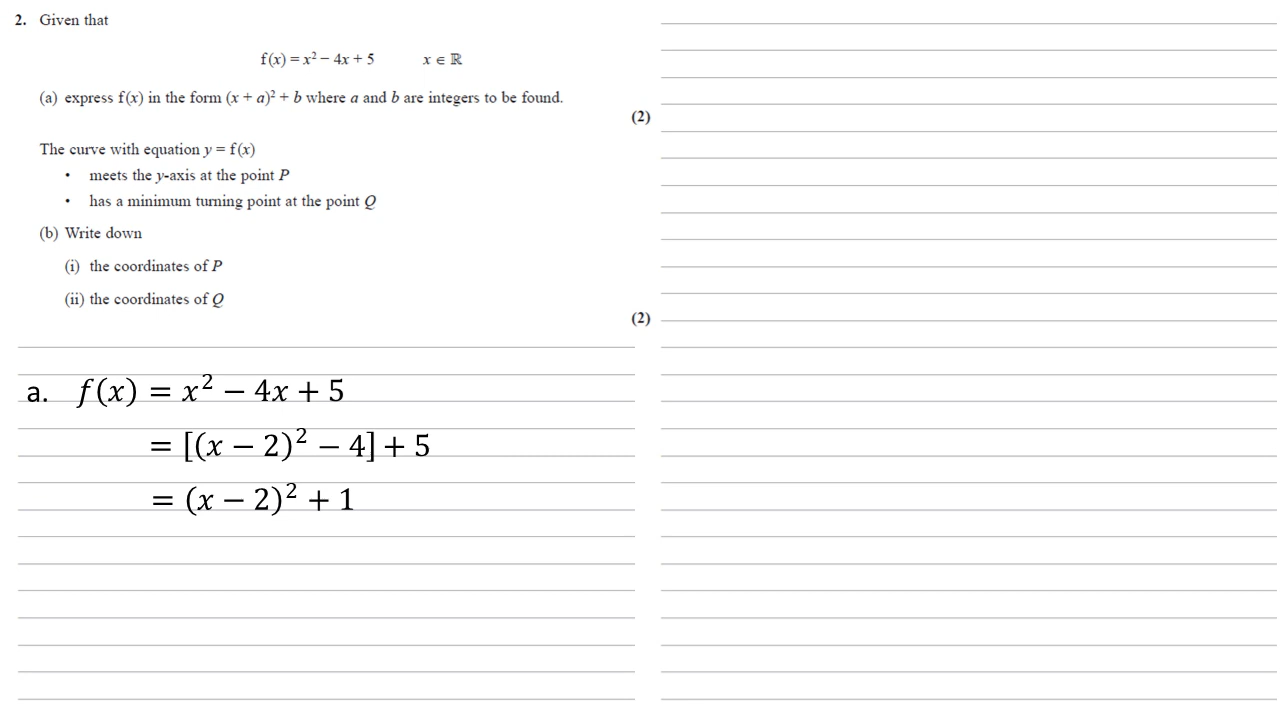 2. Given that
f(x) = x² − 4x + 5 x ∈ ℝ
(a) express f(x) in the form (x + a)² + b where a and b are integers to be found.
(2)
The curve with equation y = f(x)
• meets the y-axis at the point P
• has a minimum turning point at the point Q
(b) Write down
(i) the coordinates of P
(ii) the coordinates of Q
(2)
a. f(x) = x² − 4x + 5
= [(x − 2)² − 4] + 5
= (x − 2)² + 1